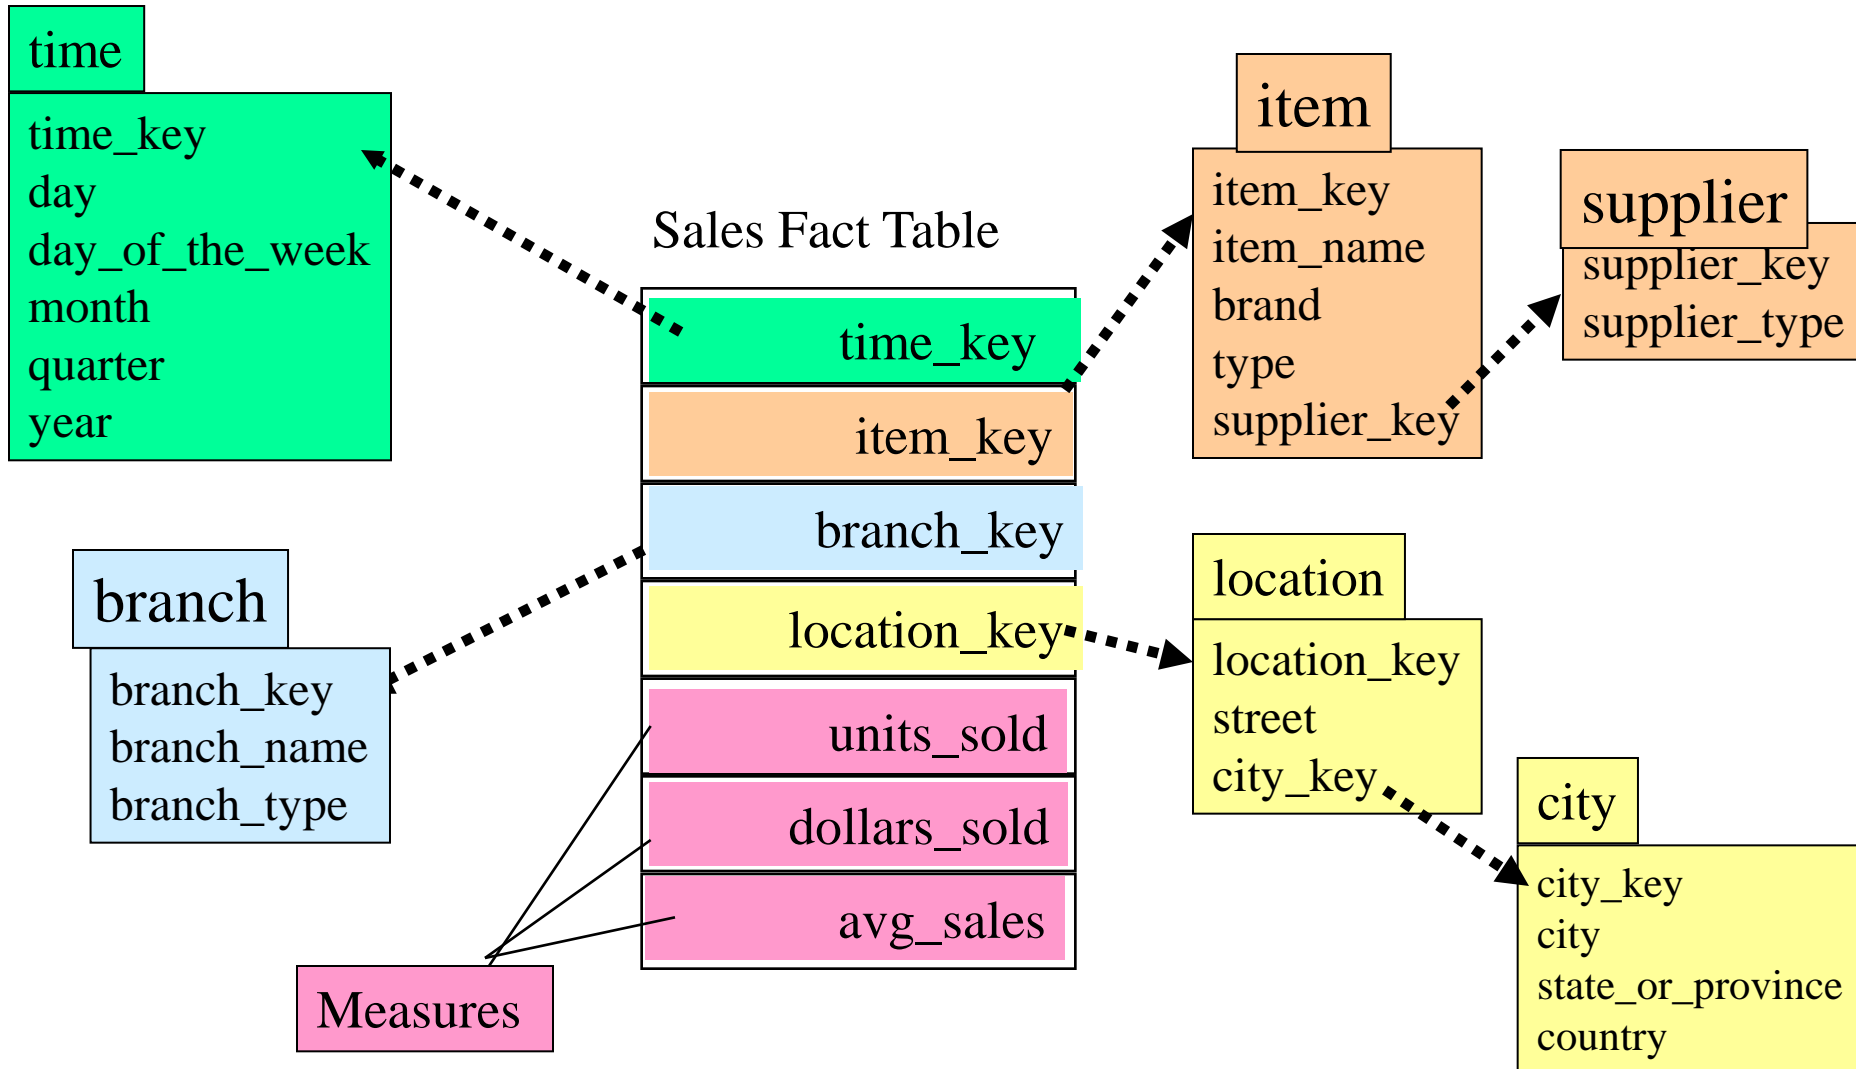 time
time_key
day
day_of_the_week
month
quarter
year
Sales Fact Table
time_key
item_key
branch_key
location_key
units_sold
dollars_sold
avg_sales
Measures
branch
branch_key
branch_name
branch_type
item
item_key
item_name
brand
type
supplier_key
supplier
supplier_key
supplier_type
location
location_key
street
city_key
city
city_key
city
state_or_province
country